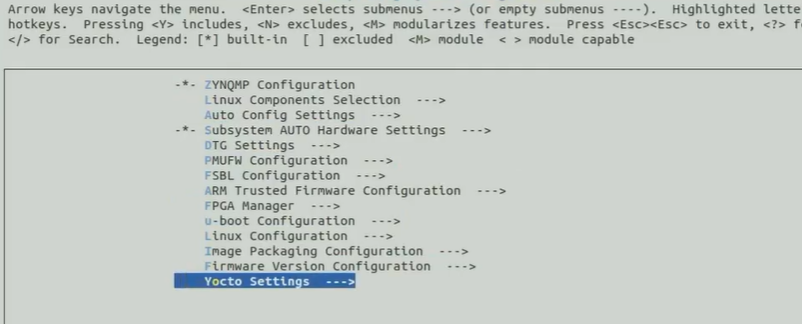 Arrow keys navigate the menu.  <Enter> selects submenus ---> (or empty submenus ----).  Highlighted lette
hotkeys.  Pressing <Y> includes, <N> excludes, <M> modularizes features.  Press <Esc><Esc> to exit, <?> f
</> for Search.  Legend: [*] built-in  [ ] excluded  <M> module  < > module capable
-*- ZYNQMP Configuration
Linux Components Selection  --->
Auto Config Settings  --->
-*- Subsystem AUTO Hardware Settings  --->
DTG Settings  --->
PMUFW Configuration  --->
FSBL Configuration  --->
ARM Trusted Firmware Configuration  --->
FPGA Manager  --->
u-boot Configuration  --->
Linux Configuration  --->
Image Packaging Configuration  --->
Firmware Version Configuration  --->
Yocto Settings  --->